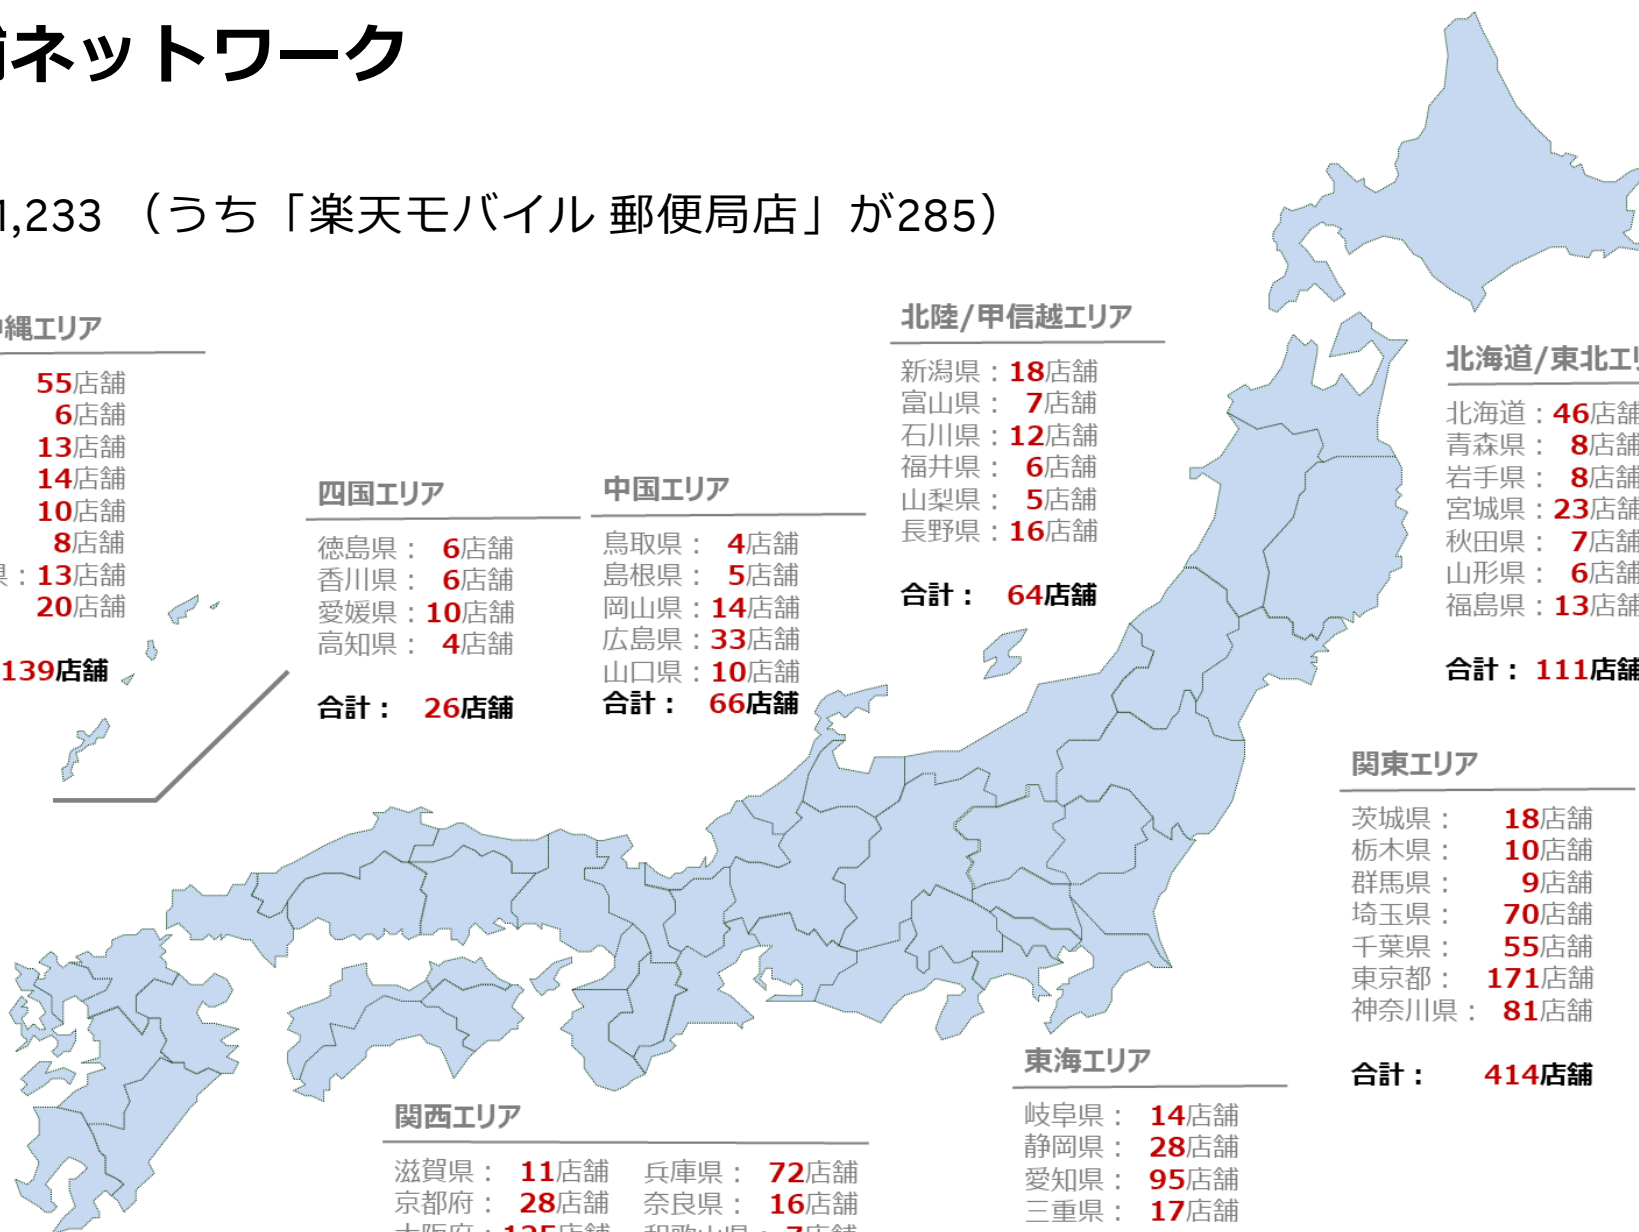 ネットワーク
1,233 （うち「楽天モバイル 郵便局店」が285）
縄エリア
55店舗
6店舗
13店舗
14店舗
10店舗
8店舗
県：13店舗
20店舗
139店舗
四国エリア
徳島県： 6店舗
香川県： 6店舗
愛媛県：10店舗
高知県： 4店舗
合計： 26店舗
中国エリア
鳥取県： 4店舗
島根県： 5店舗
岡山県：14店舗
広島県：33店舗
山口県：10店舗
合計： 66店舗
北陸/甲信越エリア
新潟県：18店舗
富山県： 7店舗
石川県：12店舗
福井県： 6店舗
山梨県： 5店舗
長野県：16店舗
合計： 64店舗
北海道/東北エリ
北海道：46店舗
青森県： 8店舗
岩手県： 8店舗
宮城県：23店舗
秋田県： 7店舗
山形県： 6店舗
福島県：13店舗
合計： 111店舗
関東エリア
茨城県： 18店舗
栃木県： 10店舗
群馬県： 9店舗
埼玉県： 70店舗
千葉県： 55店舗
東京都： 171店舗
神奈川県： 81店舗
合計： 414店舗
東海エリア
岐阜県： 14店舗
静岡県： 28店舗
愛知県： 95店舗
三重県： 17店舗
関西エリア
滋賀県： 11店舗 兵庫県： 72店舗
京都府： 28店舗 奈良県： 16店舗
大阪府：125店舗 和歌山県： 7店舗